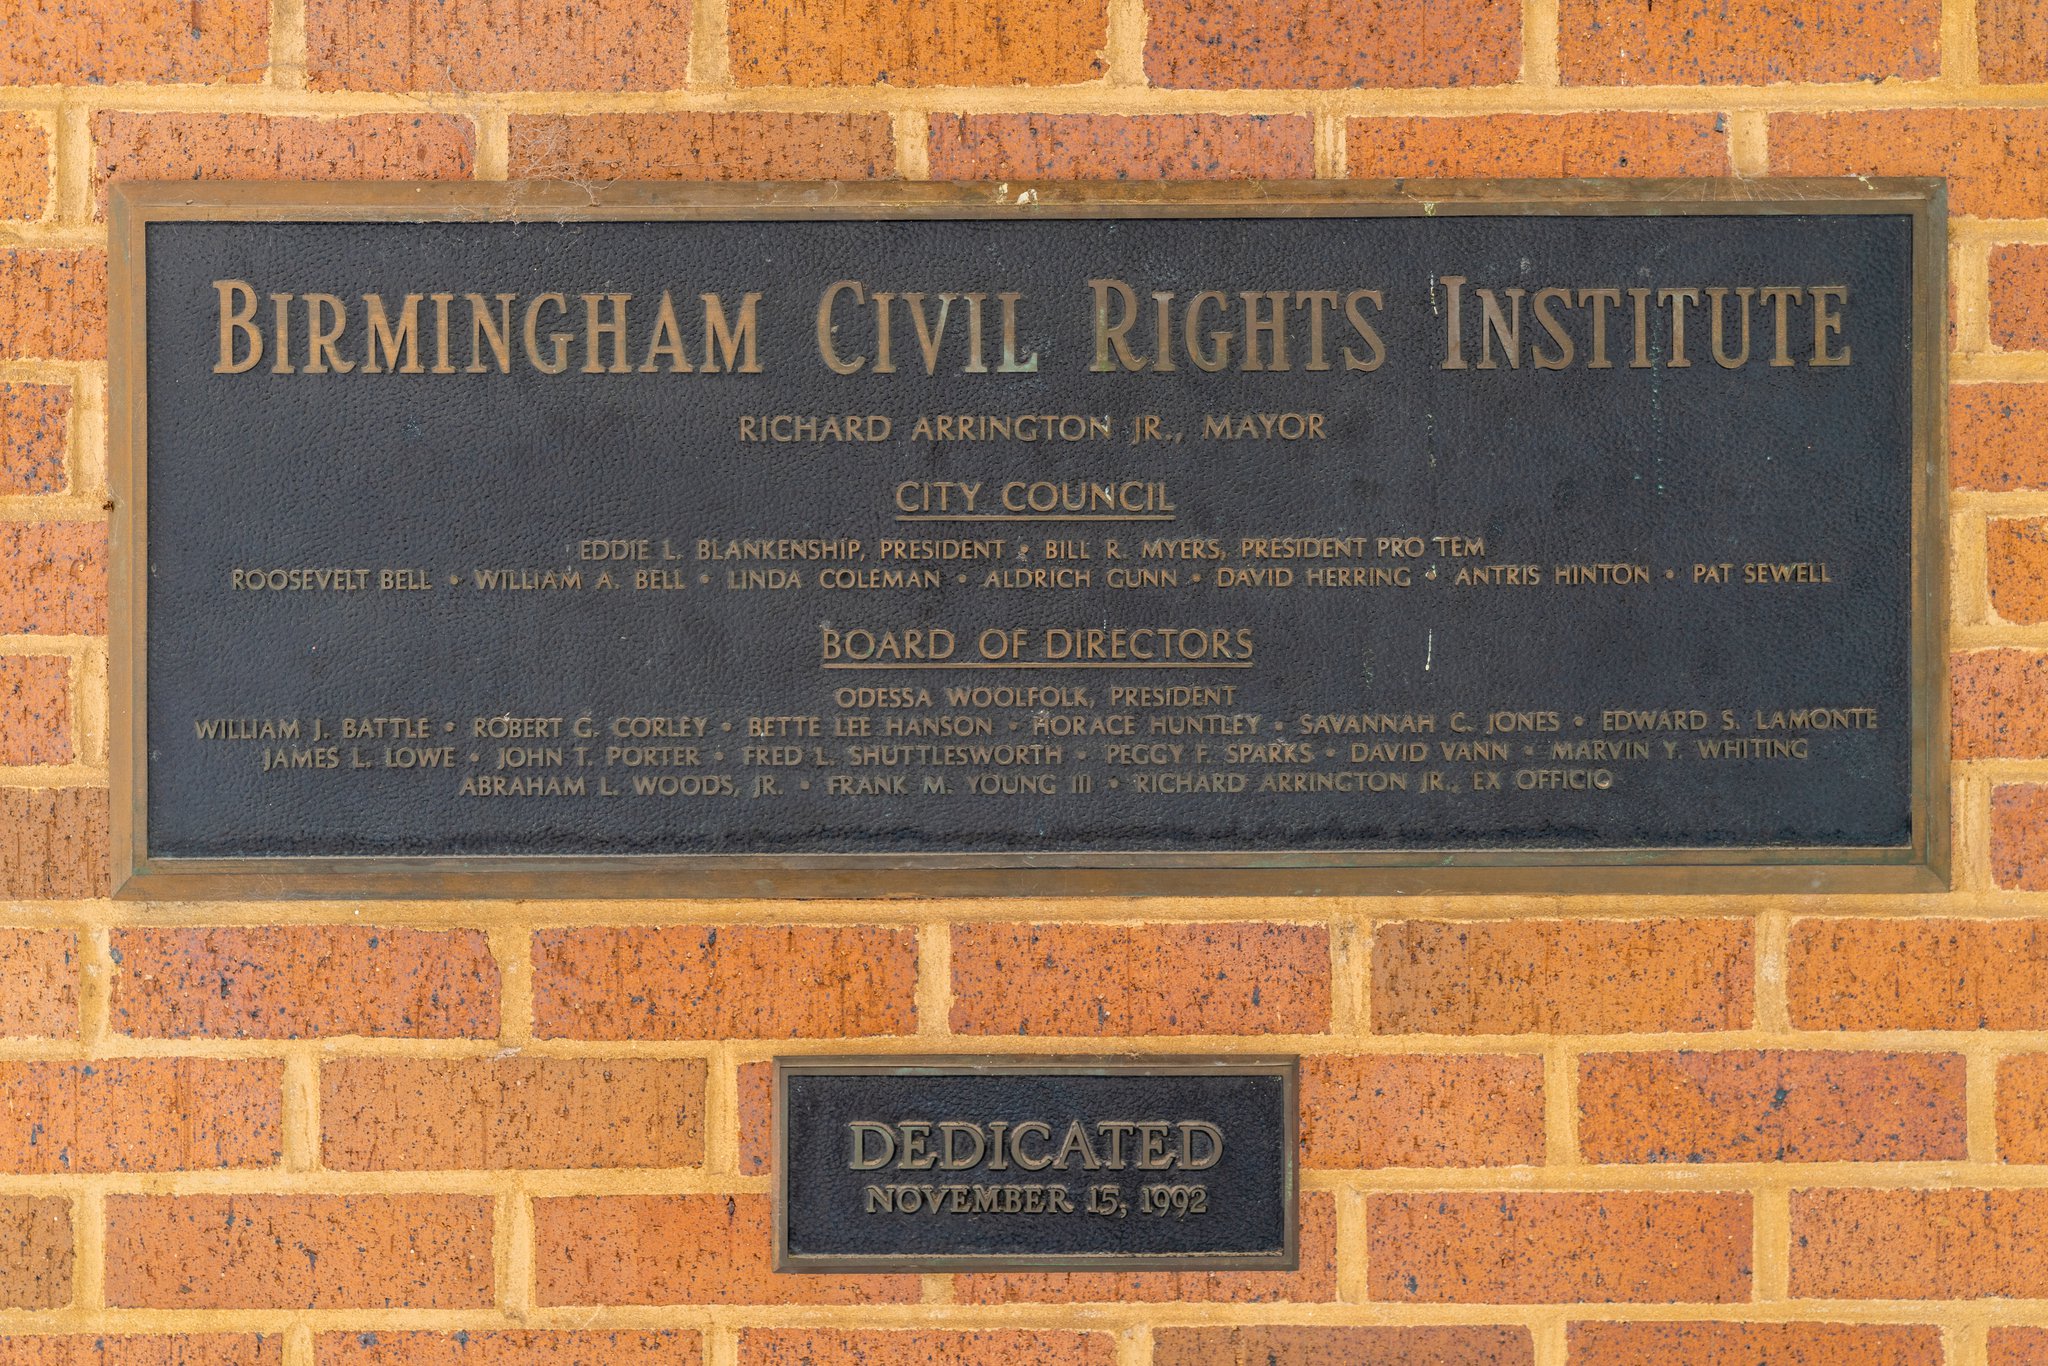 BIRMINGHAM CIVIL RIGHTS INSTITUTE
RICHARD ARRINGTON JR., MAYOR
CITY COUNCIL
EDDIE L. BLANKENSHIP, PRESIDENT • BILL R. MYERS, PRESIDENT PRO TEM
ROOSEVELT BELL • WILLIAM A. BELL • LINDA COLEMAN • ALDRICH GUNN • DAVID HERRING • ANTRIS HINTON • PAT SEWELL
BOARD OF DIRECTORS
ODESSA WOOLFOLK, PRESIDENT
WILLIAM J. BATTLE • ROBERT G. CORLEY • BETTE LEE HANSON • HORACE HUNTLEY • SAVANNAH C. JONES • EDWARD S. LAMONTE
JAMES L. LOWE • JOHN T. PORTER • FRED L. SHUTTLESWORTH • PEGGY F. SPARKS • DAVID VANN • MARVIN Y. WHITING
ABRAHAM L. WOODS, JR. • FRANK M. YOUNG III • RICHARD ARRINGTON JR., EX OFFICIO
DEDICATED
NOVEMBER 15, 1992